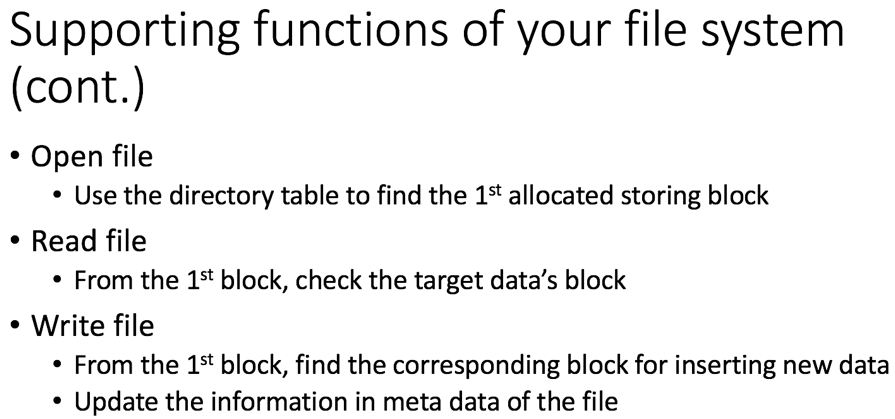 Supporting functions of your file system
(cont.)
• Open file
• Use the directory table to find the 1st allocated storing block
• Read file
• From the 1st block, check the target data’s block
• Write file
• From the 1st block, find the corresponding block for inserting new data
• Update the information in meta data of the file